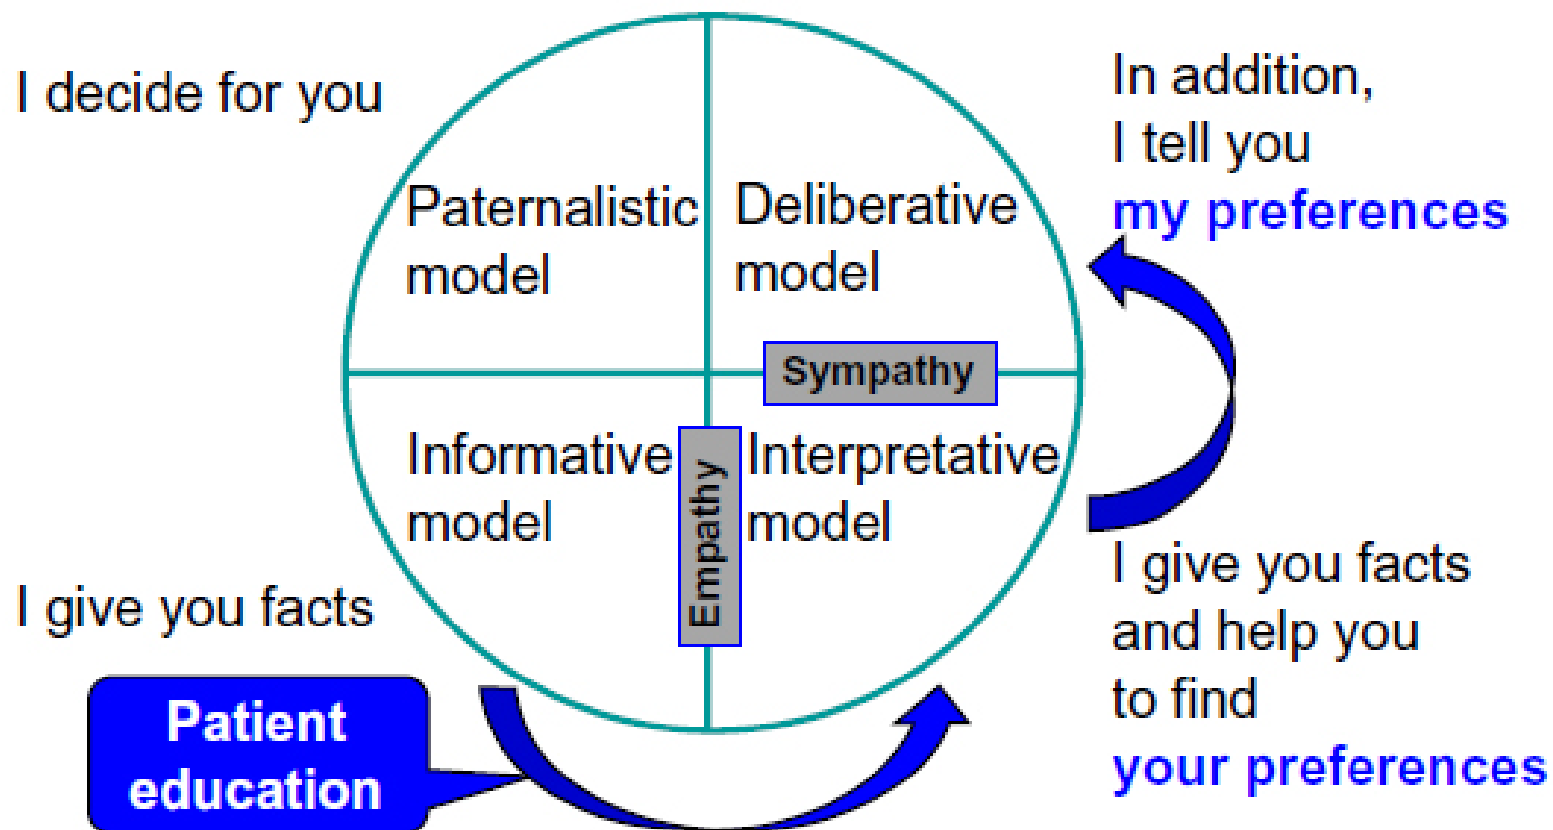 I decide for you
Paternalistic
model
Deliberative
model
In addition,
I tell you
my preferences
Sympathy
Informative
model
Empathy
Interpretative
model
I give you facts
I give you facts
and help you
to find
your preferences
Patient
education